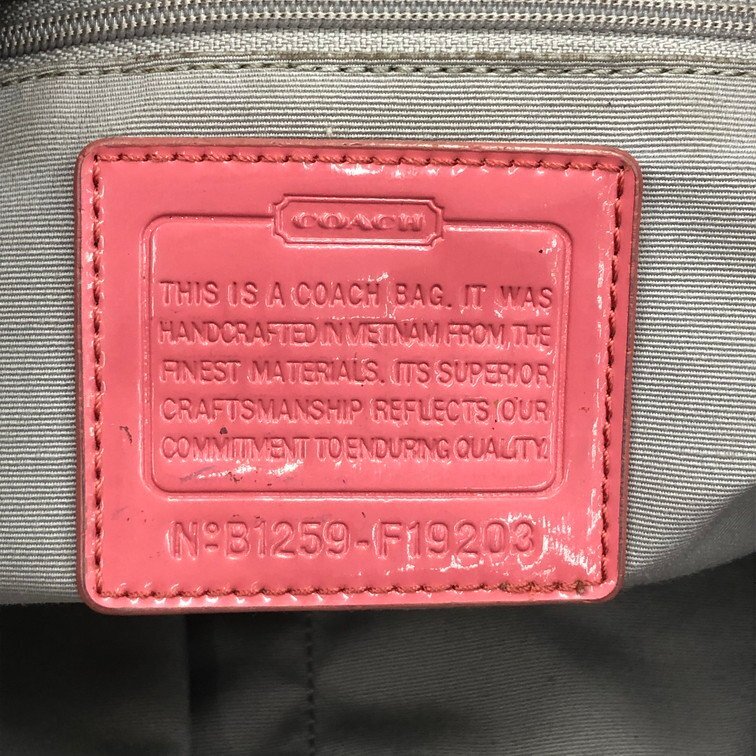 COACH
THIS IS A COACH BAG. IT WAS
HANDCRAFTED IN VIETNAM FROM THE
FINEST MATERIALS. ITS SUPERIOR
CRAFTSMANSHIP REFLECTS OUR
COMMITMENT TO ENDURING QUALITY.
Nº B1259-F19203